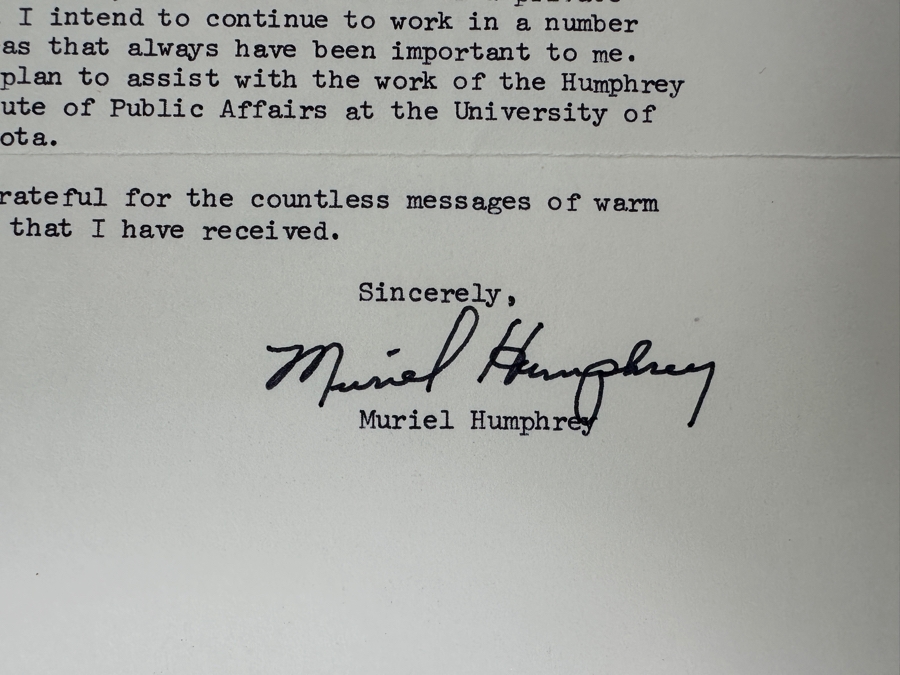 I intend to continue to work in a number
as that always have been important to me.
plan to assist with the work of the Humphrey
ute of Public Affairs at the University of
ota.
rateful for the countless messages of warm
that I have received.
Sincerely,
Muriel Humphrey
Muriel Humphrey